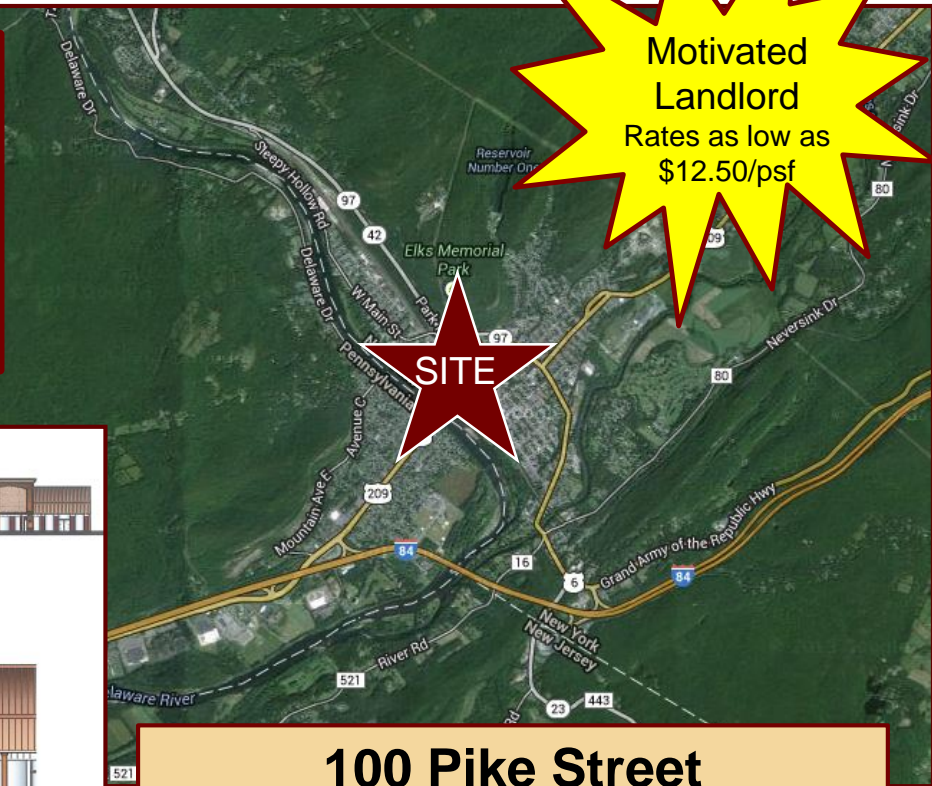 Motivated
Landlord
Rates as low as
$12.50/psf
Delaware Dr
Sleepy Hollow Rd
Reservoir
Number One
80
97
42
Elks Memorial
Park
Delaware Dr
W Main St
97
SITE
Pennsylvania
Neversink Dr
80
Avenue C
Mountain Ave E
209
84
16
6
Grand Army of the Republic Hwy
84
New York
New Jersey
River Rd
521
Delaware River
23
443
Rd
521
100 Pike Street